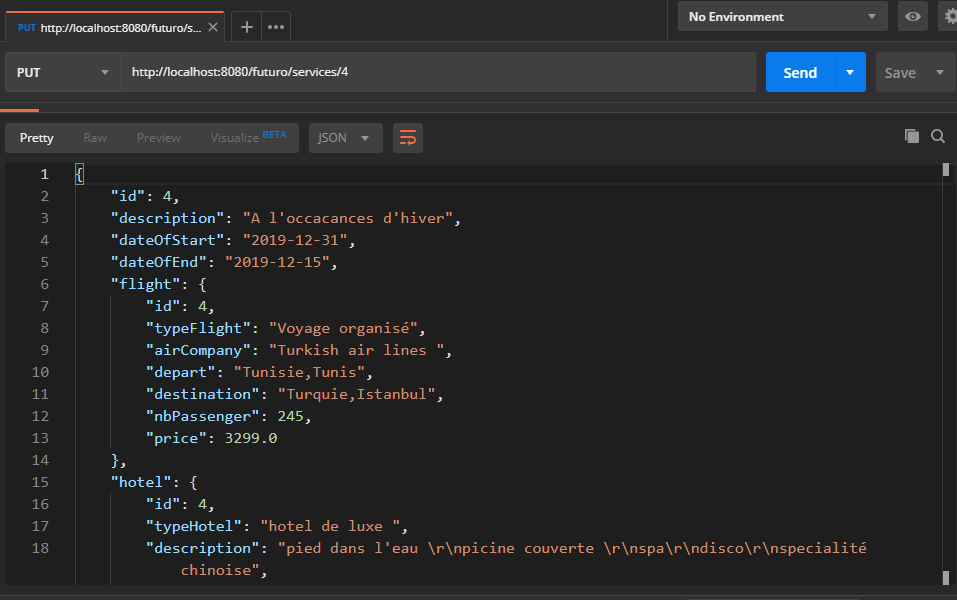 PUT http://localhost:8080/futuro/s...
No Environment
PUT
http://localhost:8080/futuro/services/4
Send
Save
Pretty
Raw
Preview
Visualize BETA
JSON
1 {
2 "id": 4,
3 "description": "A l'occacances d'hiver",
4 "dateOfStart": "2019-12-31",
5 "dateOfEnd": "2019-12-15",
6 "flight": {
7 "id": 4,
8 "typeFlight": "Voyage organisé",
9 "airCompany": "Turkish air lines ",
10 "depart": "Tunisie,Tunis",
11 "destination": "Turquie,Istanbul",
12 "nbPassenger": 245,
13 "price": 3299.0
14 },
15 "hotel": {
16 "id": 4,
17 "typeHotel": "hotel de luxe ",
18 "description": "pied dans l'eau \r\npicine couverte \r\nspa\r\ndisco\r\nspecialité
chinoise",